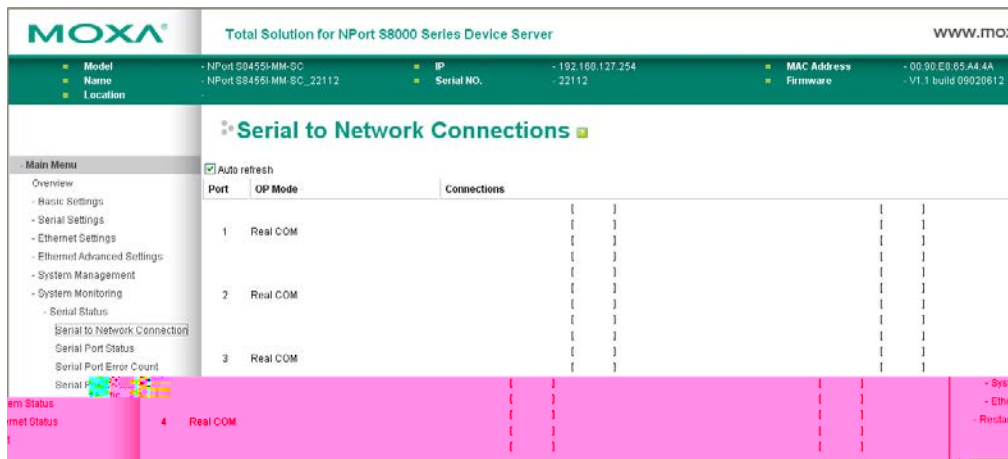 MOXA® Total Solution for NPort S8000 Series Device Server www.mo
Model - NPort S8455I-MM-SC IP - 192.168.127.254 MAC Address - 00:90:E8:65:A4:4A
Name - NPort S8455I-MM-SC_22112 Serial NO. - 22112 Firmware - V1.1 build 09020612
Location -
Serial to Network Connections
- Main Menu
Overview
- Basic Settings
- Serial Settings
- Ethernet Settings
- Ethernet Advanced Settings
- System Management
- System Monitoring
- Serial Status
Serial to Network Connection
Serial Port Status
Serial Port Error Count
Serial
Auto refresh
Port OP Mode Connections
[ ] [ ]
1 Real COM [ ] [ ]
[ ] [ ]
[ ] [ ]
[ ] [ ]
2 Real COM [ ] [ ]
[ ] [ ]
[ ] [ ]
[ ] [ ]
3 Real COM [ ] [ ]
[ ] [ ]
[ ] [ ] - Sys
em Status [ ] [ ] - Eth
rnet Status 4 Real COM [ ] [ ] - Resta
t [ ] [ ]
[ ] [ ]